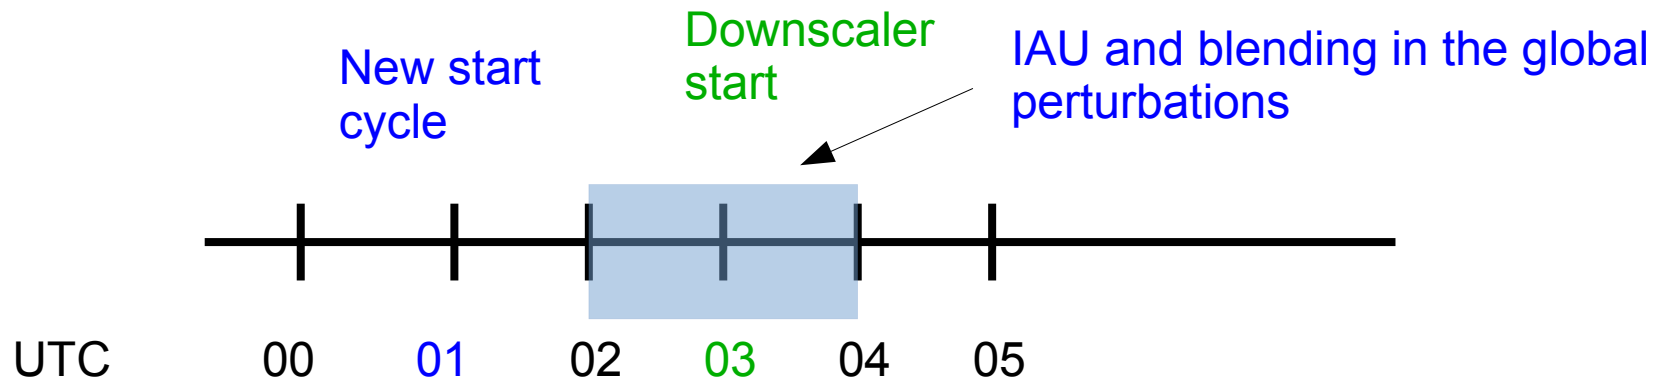 New start
cycle
Downscaler
start
IAU and blending in the global
perturbations
UTC 00 01 02 03 04 05